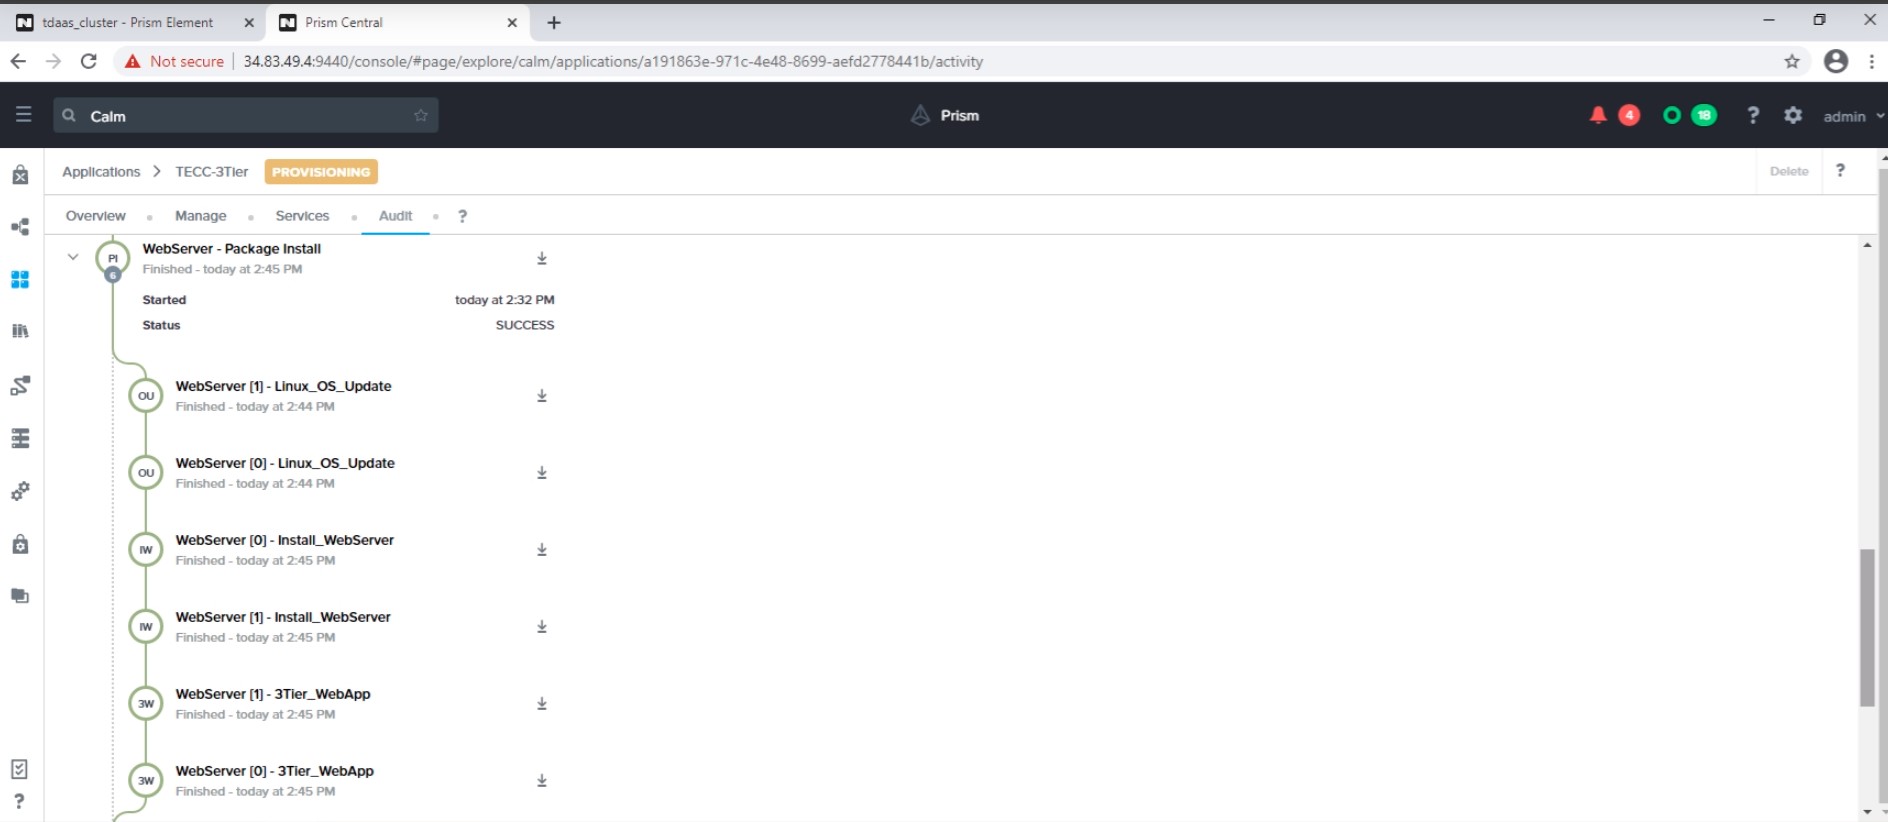 tdaas_cluster - Prism Element
Prism Central
Not secure
34.83.49.4:9440/console/#page/explore/calm/applications/a191863e-971c-4e48-8699-aefd2778441b/activity
Calm
Prism
4
18
?
admin
Applications > TECC-3Tier PROVISIONING
Delete
?
Overview
Manage
Services
Audit
?
PI
6
WebServer - Package Install
Finished - today at 2:45 PM
Started today at 2:32 PM
Status SUCCESS
OU
WebServer [1] - Linux_OS_Update
Finished - today at 2:44 PM
OU
WebServer [0] - Linux_OS_Update
Finished - today at 2:44 PM
IW
WebServer [0] - Install_WebServer
Finished - today at 2:45 PM
IW
WebServer [1] - Install_WebServer
Finished - today at 2:45 PM
3W
WebServer [1] - 3Tier_WebApp
Finished - today at 2:45 PM
3W
WebServer [0] - 3Tier_WebApp
Finished - today at 2:45 PM
?